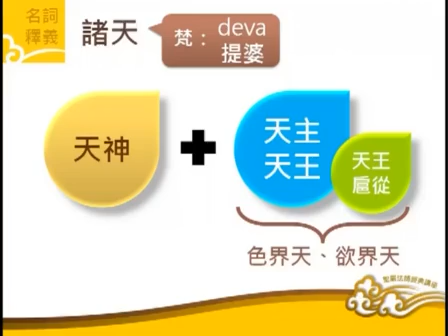 名詞
釋義
諸天
梵： deva
提婆
天神
+
天主
天王
天王
扈從
色界天、欲界天